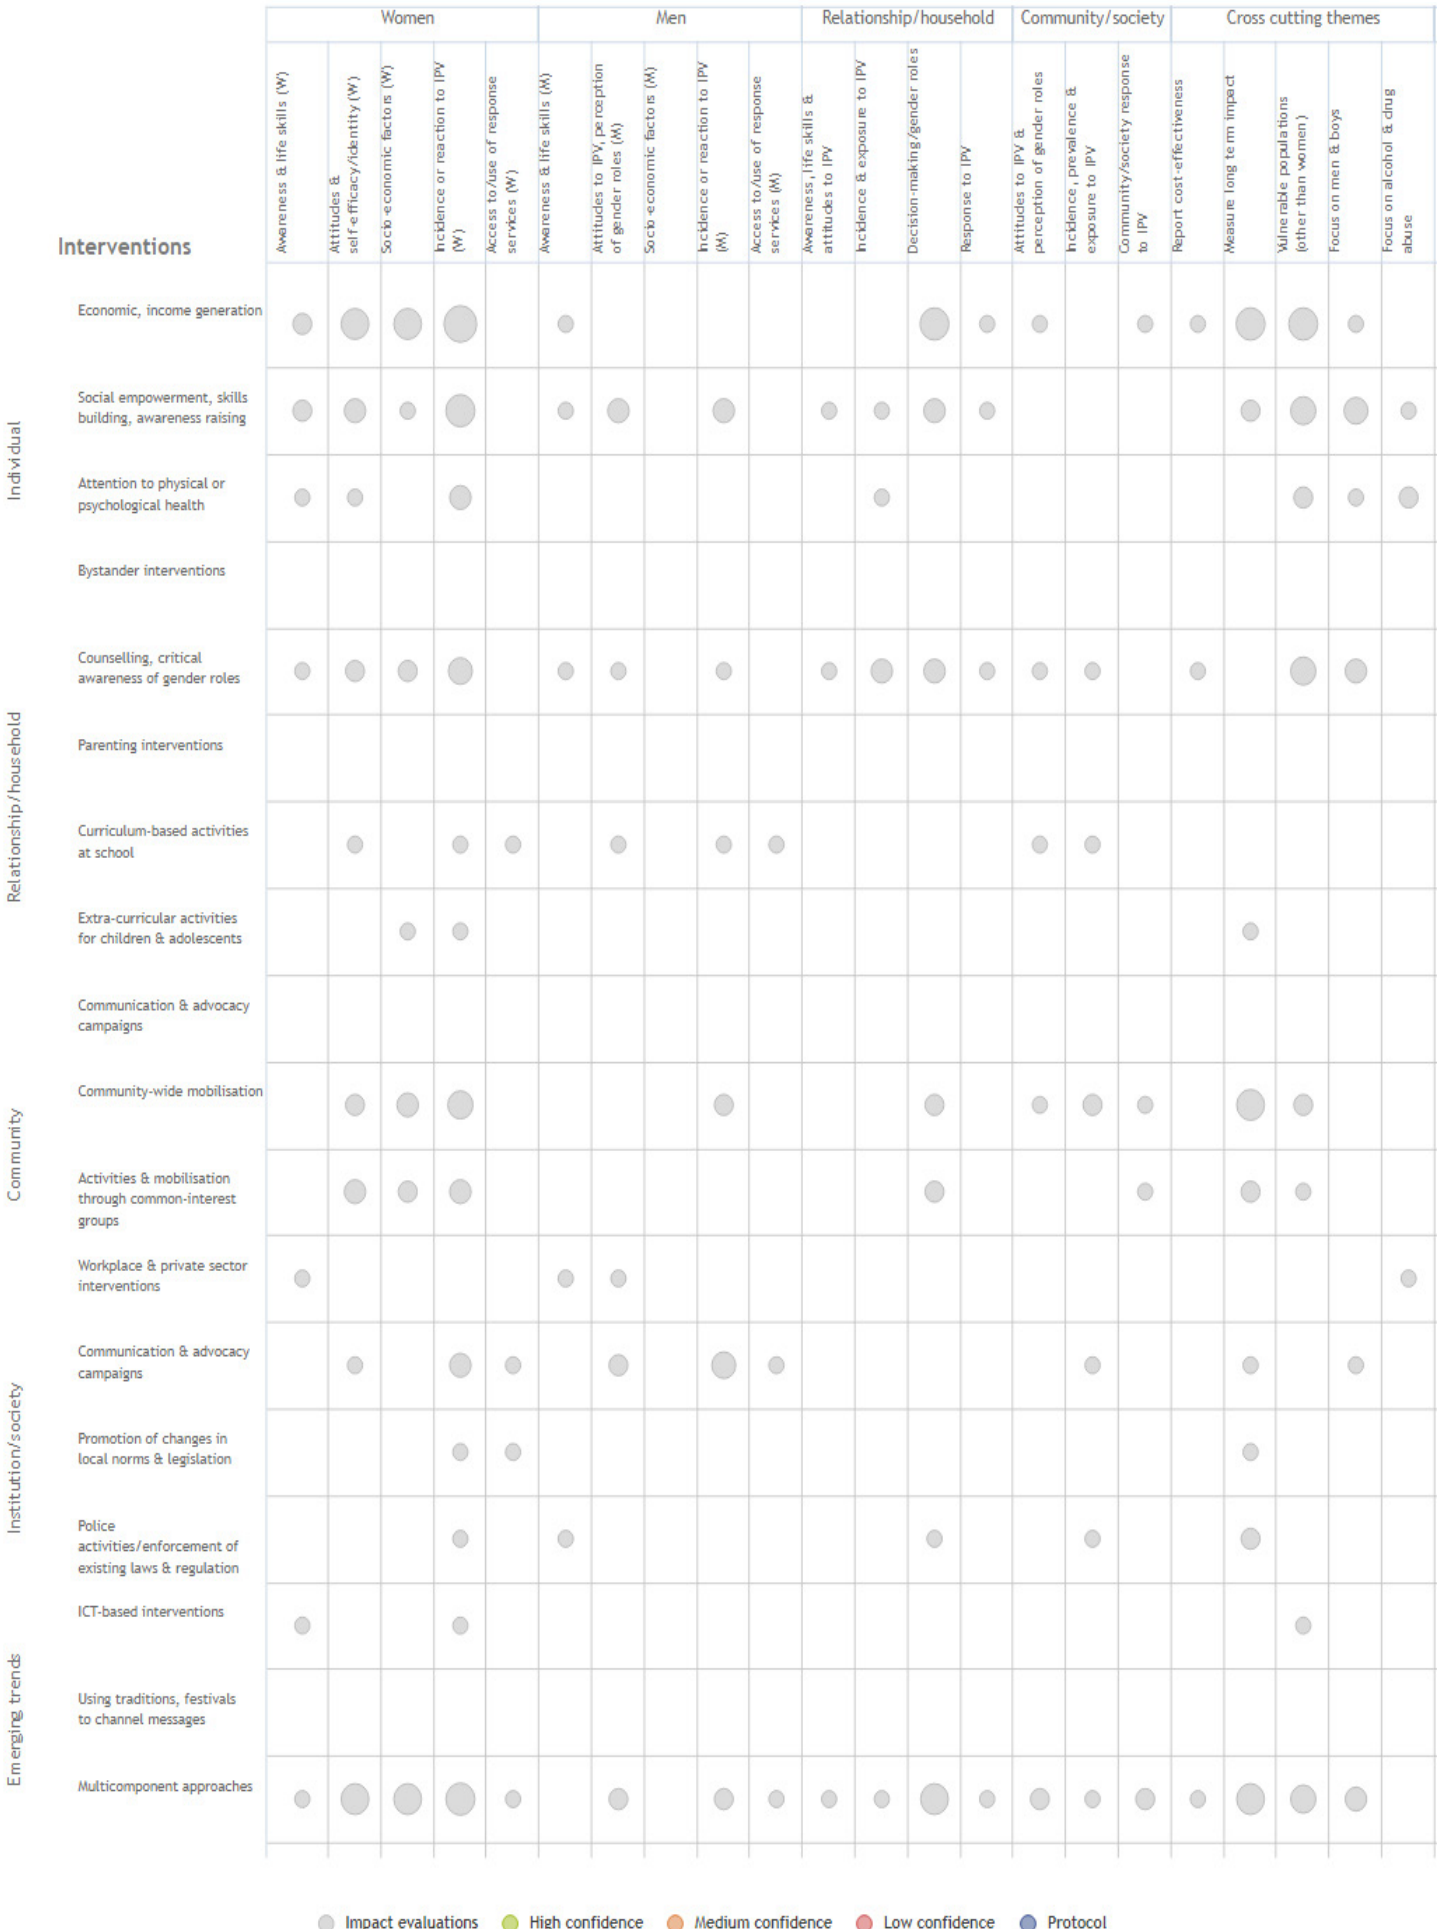 Women
Men
Relationship/household
Community/society
Cross cutting themes
Awareness & life skills (W)
Attitudes &
self-efficacy/identity (W)
Socio-economic factors (W)
Incidence or reaction to IPV
(W)
Access to/use of response
services (W)
Awareness & life skills (M)
Attitudes to IPV, perception
of gender roles (M)
Socio-economic factors (M)
Incidence or reaction to IPV
(M)
Access to/use of response
services (M)
Awareness, life skills &
attitudes to IPV
Incidence & exposure to IPV
Decision-making/gender roles
Response to IPV
Attitudes to IPV &
perception of gender roles
Incidence, prevalence &
exposure to IPV
Community/society response
to IPV
Report cost-effectiveness
Measure long term impact
Vulnerable populations
(other than women)
Focus on men & boys
Focus on alcohol & drug
abuse
Interventions
Individual
Economic, income generation
Social empowerment, skills
building, awareness raising
Attention to physical or
psychological health
Bystander interventions
Relationship/household
Counselling, critical
awareness of gender roles
Parenting interventions
Curriculum-based activities
at school
Extra-curricular activities
for children & adolescents
Community
Communication & advocacy
campaigns
Community-wide mobilisation
Activities & mobilisation
through common-interest
groups
Workplace & private sector
interventions
Institution/society
Communication & advocacy
campaigns
Promotion of changes in
local norms & legislation
Police
activities/enforcement of
existing laws & regulation
Emerging trends
ICT-based interventions
Using traditions, festivals
to channel messages
Multicomponent approaches
Impact evaluations
High confidence
Medium confidence
Low confidence
Protocol